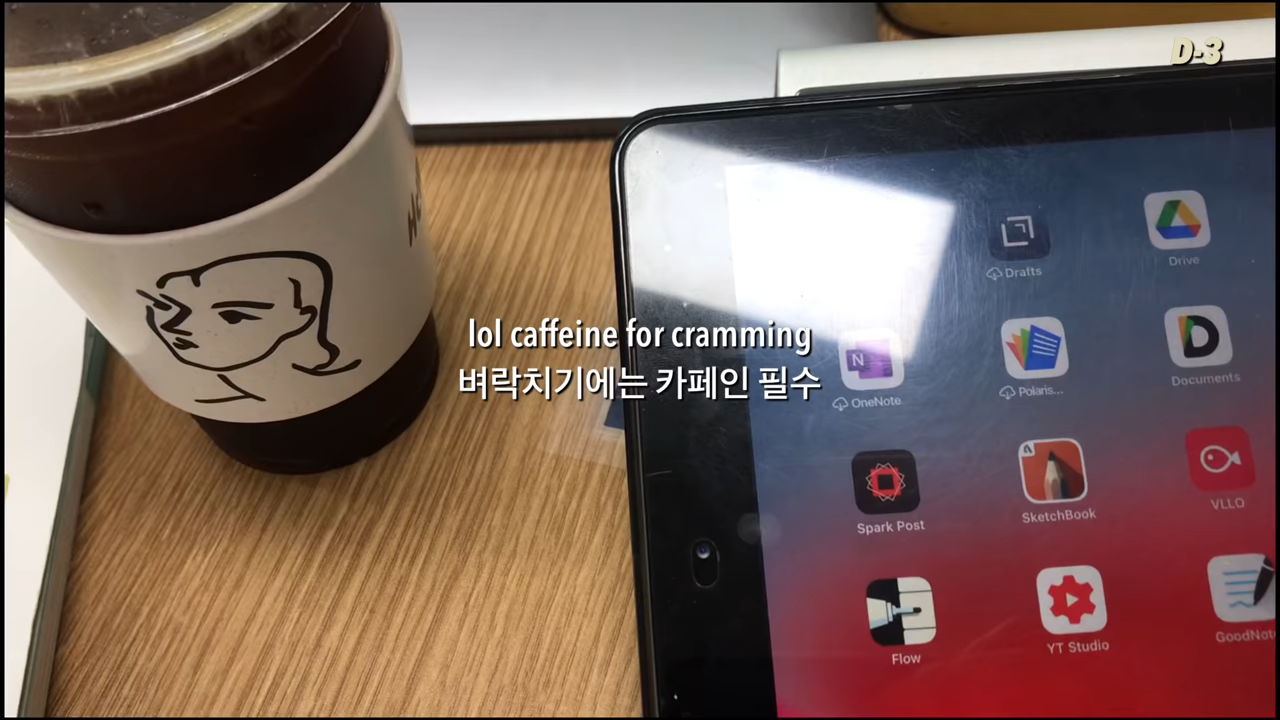 D-3
Drafts
Drive
lol caffeine for cramming
벼락치기에는 카페인 필수
N
OneNote
Polaris...
Documents
Spark Post
SketchBook
VLLO
Flow
YT Studio